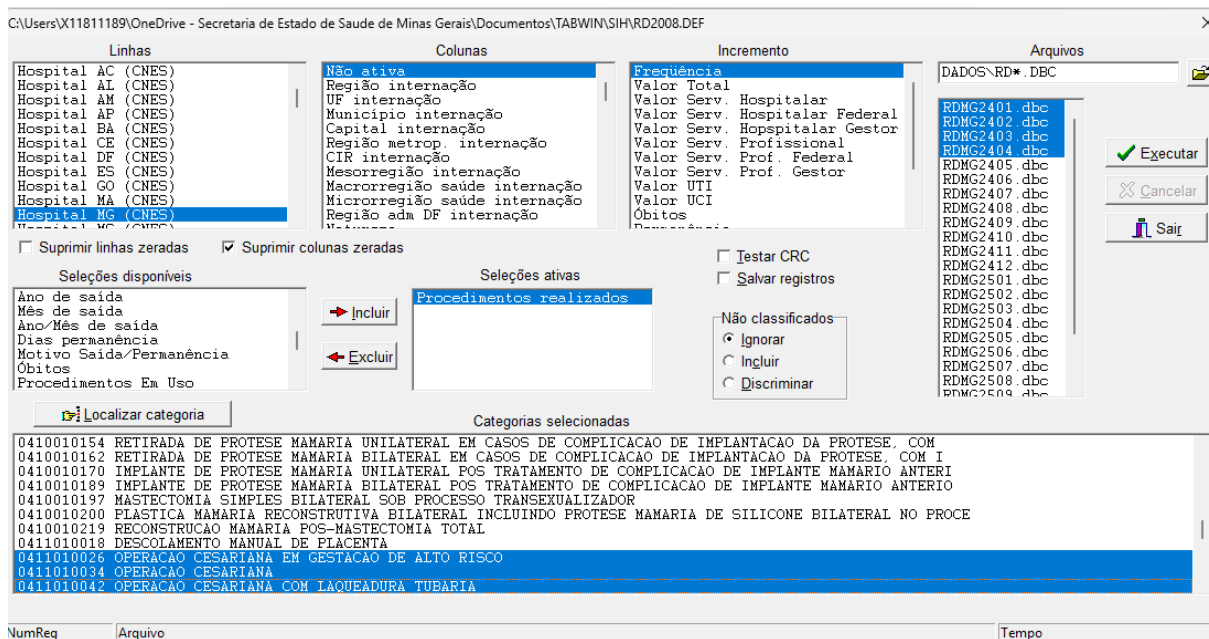 C:\Users\X11811189\OneDrive - Secretaria de Estado de Saude de Minas Gerais\Documentos\TABWIN\SIH\RD2008.DEF
Linhas
Hospital AC (CNES)
Hospital AL (CNES)
Hospital AM (CNES)
Hospital AP (CNES)
Hospital BA (CNES)
Hospital CE (CNES)
Hospital DF (CNES)
Hospital ES (CNES)
Hospital GO (CNES)
Hospital MA (CNES)
Hospital MG (CNES)
Colunas
Não ativa
Região internação
UF internação
Município internação
Capital internação
Região metrop. internação
CIR internação
Mesorregião internação
Macrorregião saúde internação
Microrregião saúde internação
Região adm DF internação
Incremento
Freqüência
Valor Total
Valor Serv. Hospitalar
Valor Serv. Hospitalar Federal
Valor Serv. Hopspitalar Gestor
Valor Serv. Profissional
Valor Serv. Prof. Federal
Valor Serv. Prof. Gestor
Valor UTI
Valor UCI
Óbitos
Arquivos
DADOS\RD*.DBC
RDMG2401.dbc
RDMG2402.dbc
RDMG2403.dbc
RDMG2404.dbc
RDMG2405.dbc
RDMG2406.dbc
RDMG2407.dbc
RDMG2408.dbc
RDMG2409.dbc
RDMG2410.dbc
RDMG2411.dbc
RDMG2412.dbc
RDMG2501.dbc
RDMG2502.dbc
RDMG2503.dbc
RDMG2504.dbc
RDMG2505.dbc
RDMG2506.dbc
RDMG2507.dbc
RDMG2508.dbc
RDMG2509.dbc
Executar
Cancelar
Sair
Suprimir linhas zeradas
Suprimir colunas zeradas
Testar CRC
Salvar registros
Seleções disponíveis
Ano de saída
Mês de saída
Ano/Mês de saída
Dias permanência
Motivo Saída/Permanência
Óbitos
Procedimentos Em Uso
Incluir
Excluir
Seleções ativas
Procedimentos realizados
Não classificados
Ignorar
Incluir
Discriminar
Localizar categoria
Categorias selecionadas
0410010154 RETIRADA DE PROTESE MAMARIA UNILATERAL EM CASOS DE COMPLICACAO DE IMPLANTACAO DA PROTESE, COM
0410010162 RETIRADA DE PROTESE MAMARIA BILATERAL EM CASOS DE COMPLICACAO DE IMPLANTACAO DA PROTESE, COM I
0410010170 IMPLANTE DE PROTESE MAMARIA UNILATERAL POS TRATAMENTO DE COMPLICACAO DE IMPLANTE MAMARIO ANTERI
0410010189 IMPLANTE DE PROTESE MAMARIA BILATERAL POS TRATAMENTO DE COMPLICACAO DE IMPLANTE MAMARIO ANTERIO
0410010197 MASTECTOMIA SIMPLES BILATERAL SOB PROCESSO TRANSEXUALIZADOR
0410010200 PLASTICA MAMARIA RECONSTRUTIVA BILATERAL INCLUINDO PROTESE MAMARIA DE SILICONE BILATERAL NO PROCE
0410010219 RECONSTRUCAO MAMARIA POS-MASTECTOMIA TOTAL
0411010018 DESCOLAMENTO MANUAL DE PLACENTA
0411010026 OPERACAO CESARIANA EM GESTACAO DE ALTO RISCO
0411010034 OPERACAO CESARIANA
0411010042 OPERACAO CESARIANA COM LAQUEADURA TUBARIA
NumReg
Arquivo
Tempo